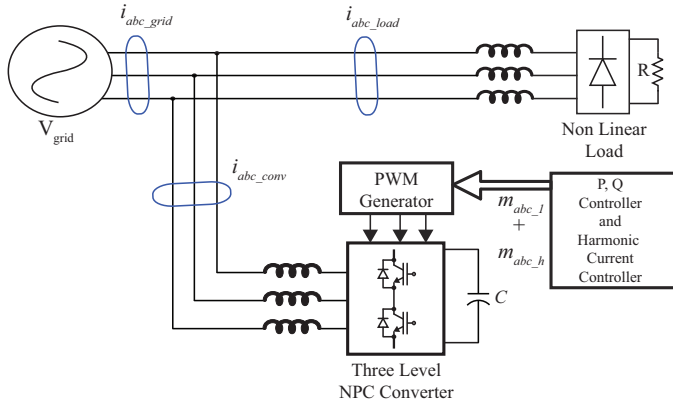 i_abc_grid
i_abc_load
R
V_grid
Non Linear
Load
i_abc_conv
PWM
Generator
m_abc_1
+
m_abc_h
P, Q
Controller
and
Harmonic
Current
Controller
C
Three Level
NPC Converter